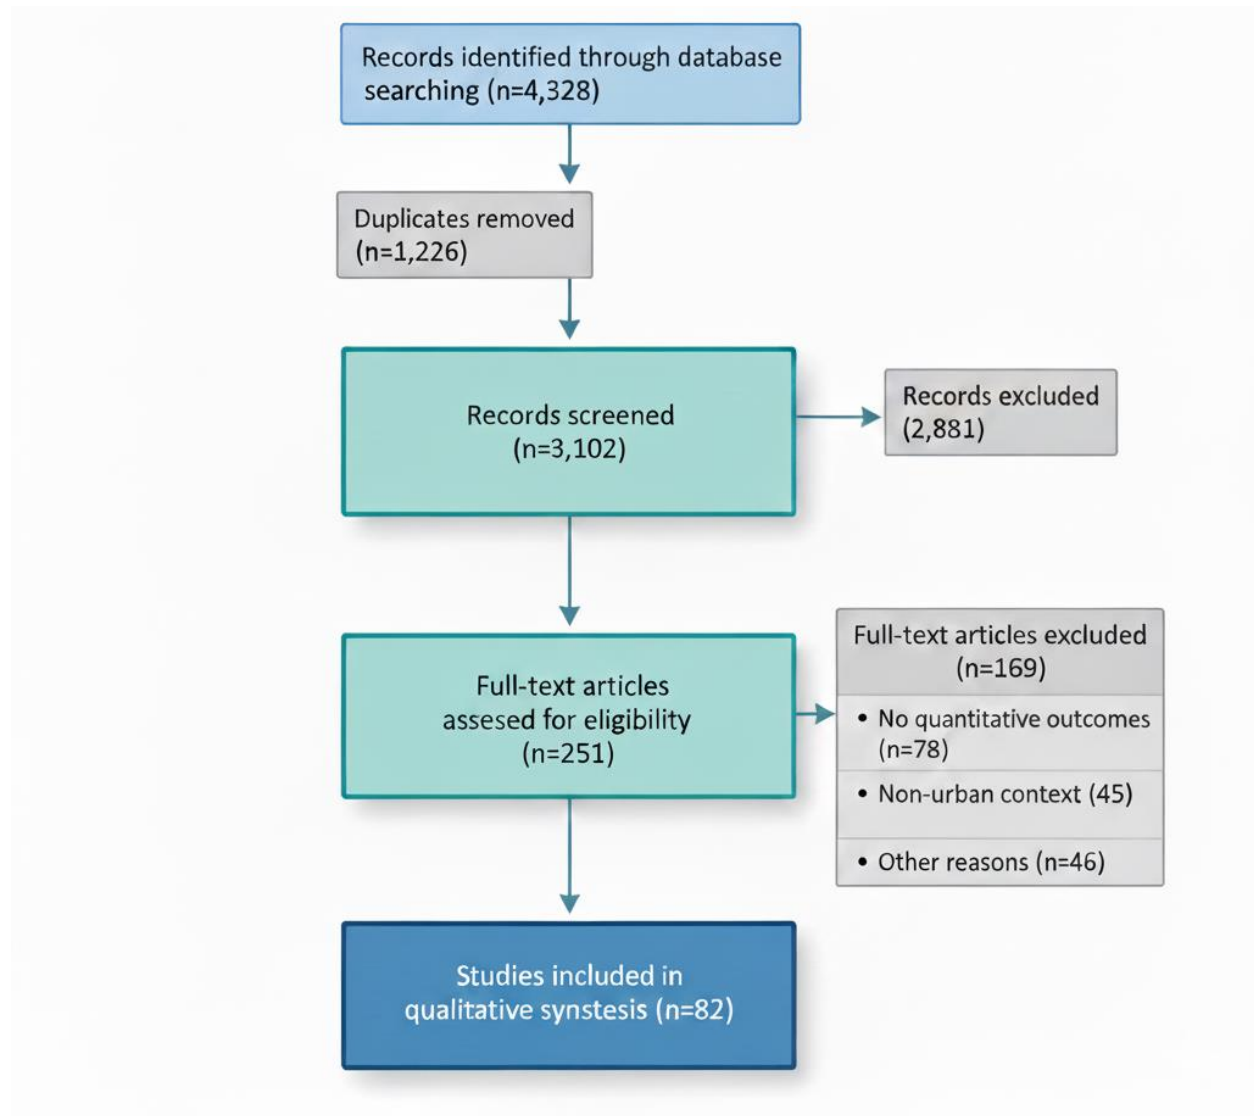 Records identified through database
searching (n=4,328)
Duplicates removed
(n=1,226)
Records screened
(n=3,102)
Records excluded
(2,881)
Full-text articles
assesed for eligibility
(n=251)
Full-text articles excluded
(n=169)
• No quantitative outcomes
(n=78)
• Non-urban context (45)
• Other reasons (n=46)
Studies included in
qualitative synstesis (n=82)